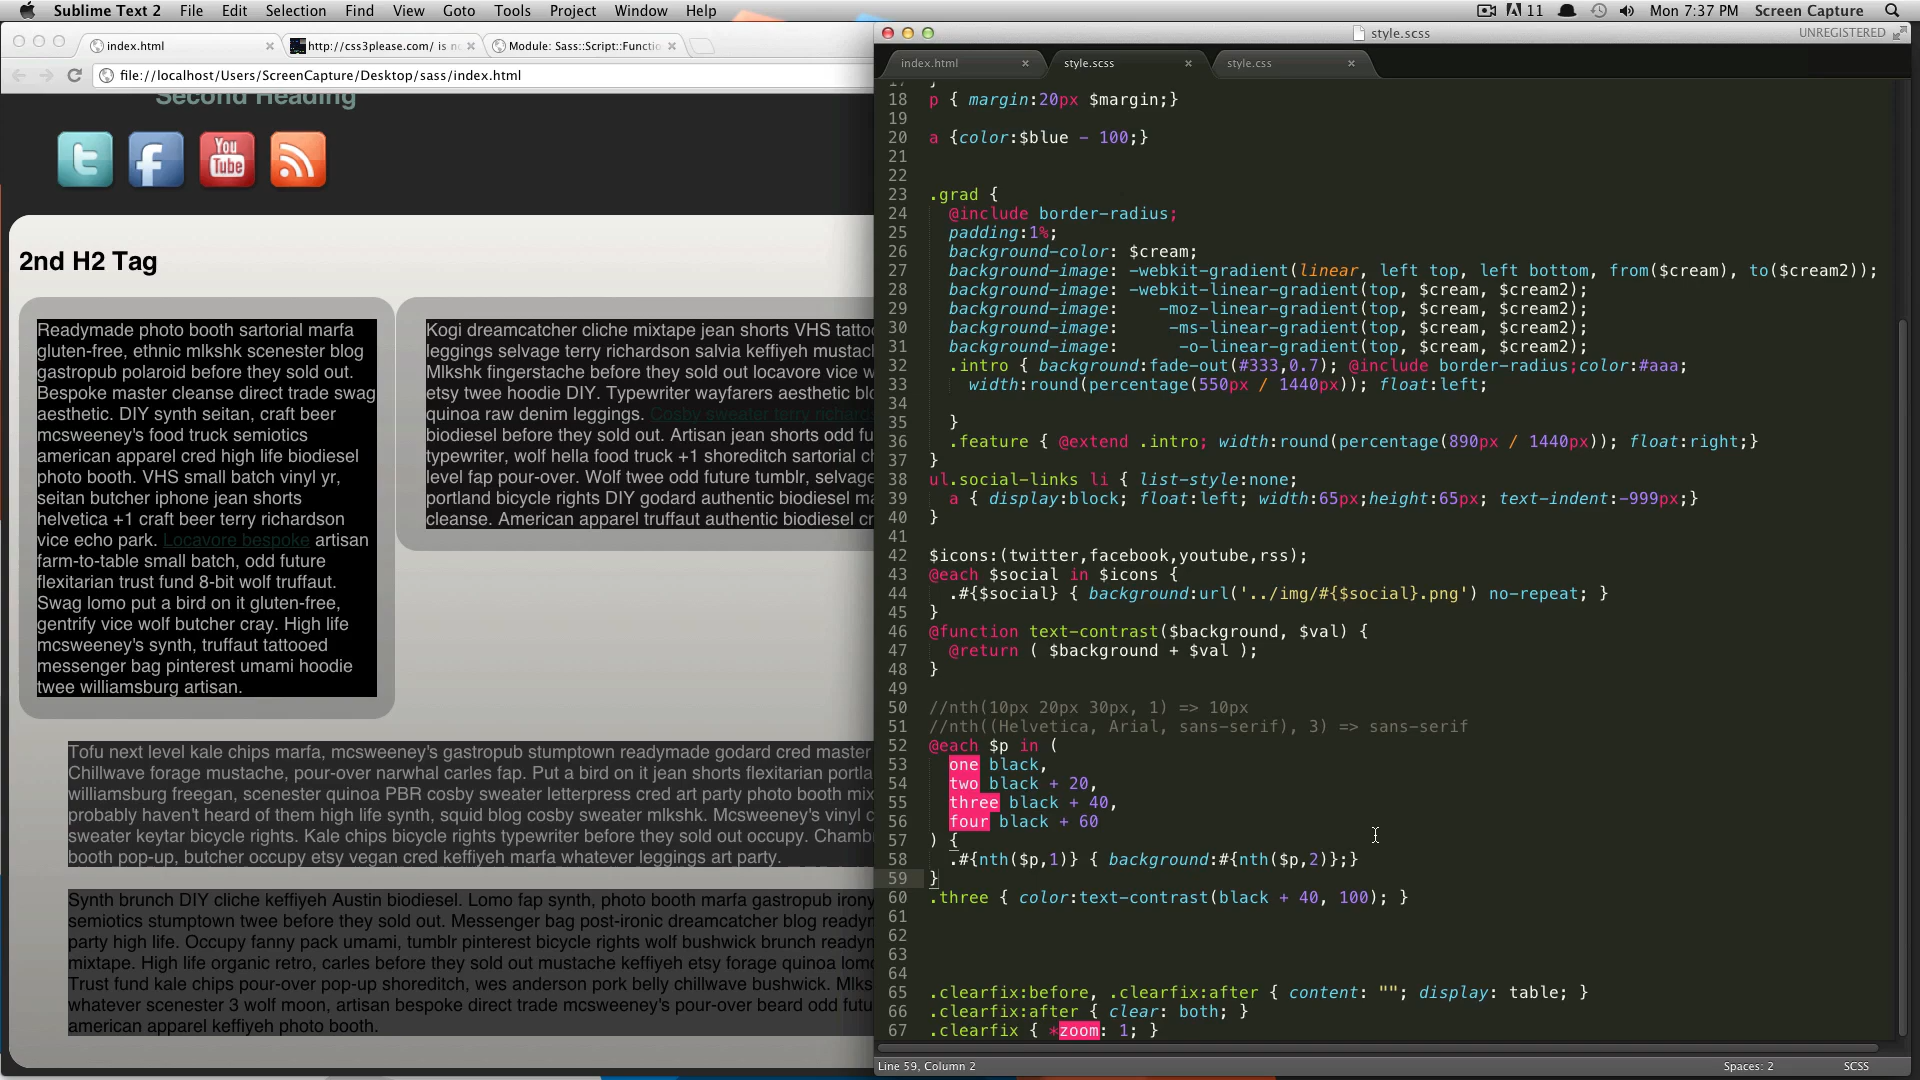 Sublime Text 2 File Edit Selection Find View Goto Tools Project Window Help
11 Mon 7:37 PM Screen Capture
index.html
http://css3please.com/ is
Module: Sass::Script::Functio
file://localhost/Users/ScreenCapture/Desktop/sass/index.html
Second Heading
You
Tube
2nd H2 Tag
Readymade photo booth sartorial marfa
gluten-free, ethnic mlkshk scenester blog
gastropub polaroid before they sold out.
Bespoke master cleanse direct trade swag
aesthetic. DIY synth seitan, craft beer
mcsweeney's food truck semiotics
american apparel cred high life biodiesel
photo booth. VHS small batch vinyl yr,
seitan butcher iphone jean shorts
helvetica +1 craft beer terry richardson
vice echo park. Locavore bespoke artisan
farm-to-table small batch, odd future
flexitarian trust fund 8-bit wolf truffaut.
Swag lomo put a bird on it gluten-free,
gentrify vice wolf butcher cray. High life
mcsweeney's synth, truffaut tattooed
messenger bag pinterest umami hoodie
twee williamsburg artisan.
Kogi dreamcatcher cliche mixtape jean shorts VHS tattoo
leggings selvage terry richardson salvia keffiyeh mustach
Mlkshk fingerstache before they sold out locavore vice w
etsy twee hoodie DIY. Typewriter wayfarers aesthetic blo
quinoa raw denim leggings. Cosby sweater terry richard
biodiesel before they sold out. Artisan jean shorts odd fu
typewriter, wolf hella food truck +1 shoreditch sartorial ch
level fap pour-over. Wolf twee odd future tumblr, selvage
portland bicycle rights DIY godard authentic biodiesel ma
cleanse. American apparel truffaut authentic biodiesel cr
Tofu next level kale chips marfa, mcsweeney's gastropub stumptown readymade godard cred master
Chillwave forage mustache, pour-over narwhal carles fap. Put a bird on it jean shorts flexitarian portla
williamsburg freegan, scenester quinoa PBR cosby sweater letterpress cred art party photo booth mix
probably haven't heard of them high life synth, squid blog cosby sweater mlkshk. Mcsweeney's vinyl c
sweater keytar bicycle rights. Kale chips bicycle rights typewriter before they sold out occupy. Chamb
booth pop-up, butcher occupy etsy vegan cred keffiyeh marfa whatever leggings art party.
Synth brunch DIY cliche keffiyeh Austin biodiesel. Lomo fap synth, photo booth marfa gastropub irony
semiotics stumptown twee before they sold out. Messenger bag post-ironic dreamcatcher blog readym
party high life. Occupy fanny pack umami, tumblr pinterest bicycle rights wolf bushwick brunch readym
mixtape. High life organic retro, carles before they sold out mustache keffiyeh etsy forage quinoa lomo
Trust fund kale chips pour-over pop-up shoreditch, wes anderson pork belly chillwave bushwick. Mlks
whatever scenester 3 wolf moon, artisan bespoke direct trade mcsweeney's pour-over beard odd futu
american apparel keffiyeh photo booth.
style.scss
UNREGISTERED
index.html style.scss style.css
17 }
18 p { margin:20px $margin;}
19
20 a {color:$blue - 100;}
21
22
23 .grad {
24 @include border-radius;
25 padding:1%;
26 background-color: $cream;
27 background-image: -webkit-gradient(linear, left top, left bottom, from($cream), to($cream2));
28 background-image: -webkit-linear-gradient(top, $cream, $cream2);
29 background-image: -moz-linear-gradient(top, $cream, $cream2);
30 background-image: -ms-linear-gradient(top, $cream, $cream2);
31 background-image: -o-linear-gradient(top, $cream, $cream2);
32 .intro { background:fade-out(#333,0.7); @include border-radius;color:#aaa;
33 width:round(percentage(550px / 1440px)); float:left;
34
35 }
36 .feature { @extend .intro; width:round(percentage(890px / 1440px)); float:right;}
37 }
38 ul.social-links li { list-style:none;
39 a { display:block; float:left; width:65px;height:65px; text-indent:-999px;}
40 }
41
42 $icons:(twitter,facebook,youtube,rss);
43 @each $social in $icons {
44 .#{$social} { background:url('../img/#{$social}.png') no-repeat; }
45 }
46 @function text-contrast($background, $val) {
47 @return ( $background + $val );
48 }
49
50 //nth(10px 20px 30px, 1) => 10px
51 //nth((Helvetica, Arial, sans-serif), 3) => sans-serif
52 @each $p in (
53 one black,
54 two black + 20,
55 three black + 40,
56 four black + 60
57 ) {
58 .#{nth($p,1)} { background:#{nth($p,2)};}
59 }
60 .three { color:text-contrast(black + 40, 100); }
61
62
63
64
65 .clearfix:before, .clearfix:after { content: ""; display: table; }
66 .clearfix:after { clear: both; }
67 .clearfix { *zoom: 1; }
Line 59, Column 2
Spaces: 2 SCSS